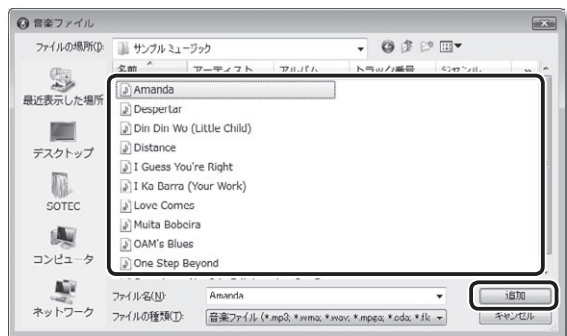 音楽ファイル
ファイルの場所(I): サンプル ミュージック
名前 アーティスト アルバム トラック番号 ジャンル »
最近表示した場所
デスクトップ
SOTEC
コンピュータ
ネットワーク
Amanda
Despertar
Din Din Wo (Little Child)
Distance
I Guess You're Right
I Ka Barra (Your Work)
Love Comes
Muita Bobeira
OAM's Blues
One Step Beyond
ファイル名(N): Amanda 追加
ファイルの種類(T): 音楽ファイル (*.mp3; *.wma; *.wav; *.mpea; *.cda; *.flc キャンセル